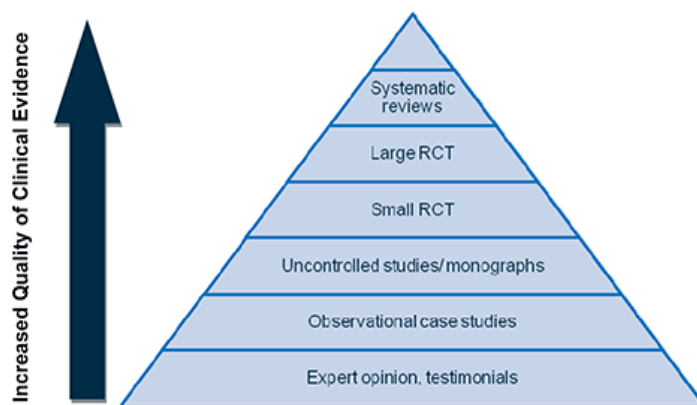 Increased Quality of Clinical Evidence
Systematic
reviews
Large RCT
Small RCT
Uncontrolled studies/monographs
Observational case studies
Expert opinion, testimonials